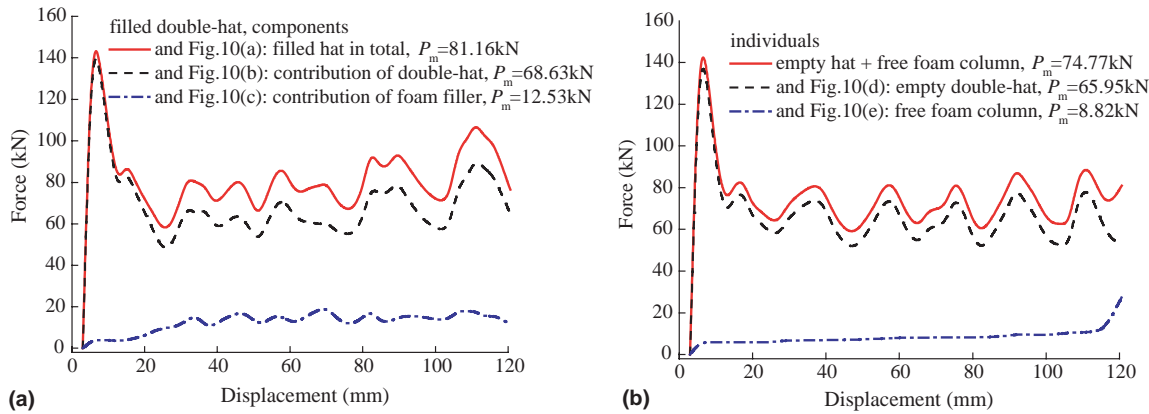 160
140
120
100
80
60
40
20
0
Force (kN)
filled double-hat, components
and Fig.10(a): filled hat in total, Pm=81.16kN
and Fig.10(b): contribution of double-hat, Pm=68.63kN
and Fig.10(c): contribution of foam filler, Pm=12.53kN
0 20 40 60 80 100 120
Displacement (mm)
(a)
160
140
120
100
80
60
40
20
0
Force (kN)
individuals
empty hat + free foam column, Pm=74.77kN
and Fig.10(d): empty double-hat, Pm=65.95kN
and Fig.10(e): free foam column, Pm=8.82kN
0 20 40 60 80 100 120
Displacement (mm)
(b)